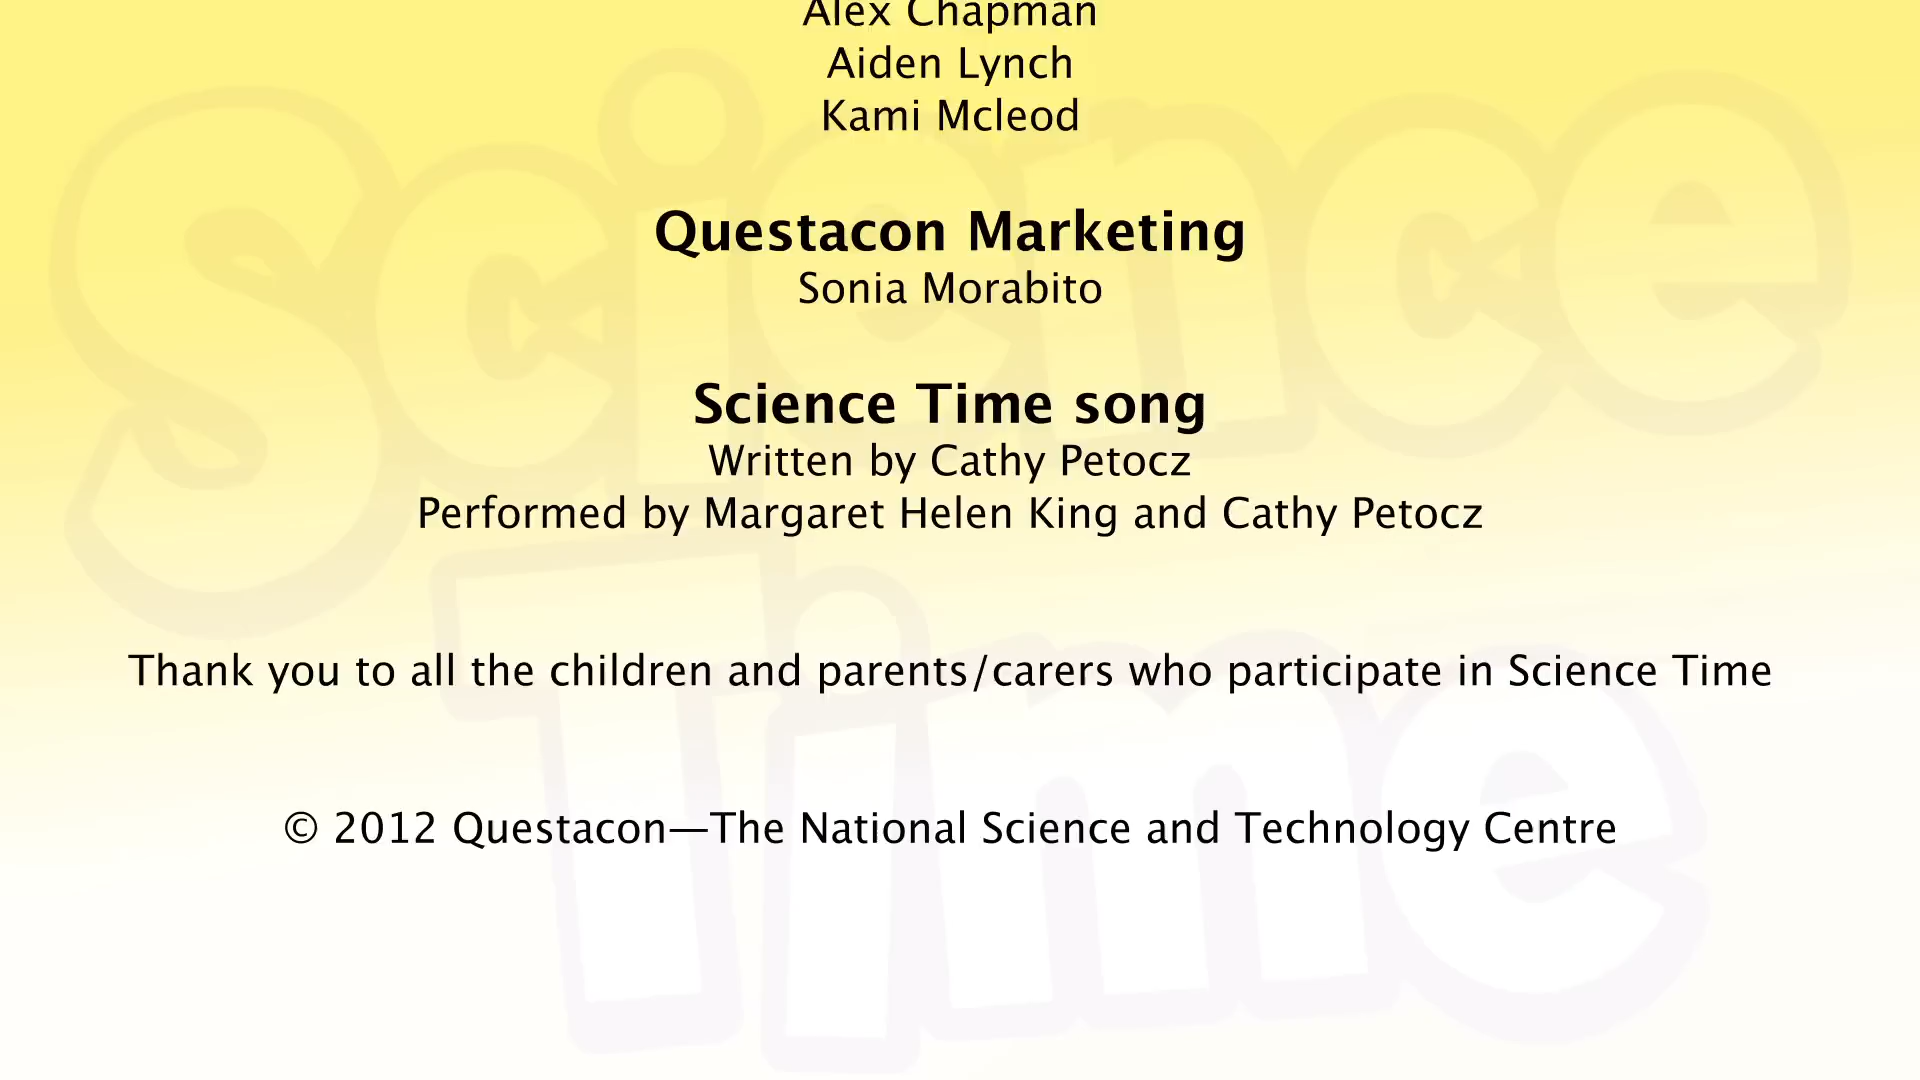 Alex Chapman
Aiden Lynch
Kami Mcleod
Questacon Marketing
Sonia Morabito
Science Time song
Written by Cathy Petocz
Performed by Margaret Helen King and Cathy Petocz
Thank you to all the children and parents/carers who participate in Science Time
© 2012 Questacon—The National Science and Technology Centre
Science
Time